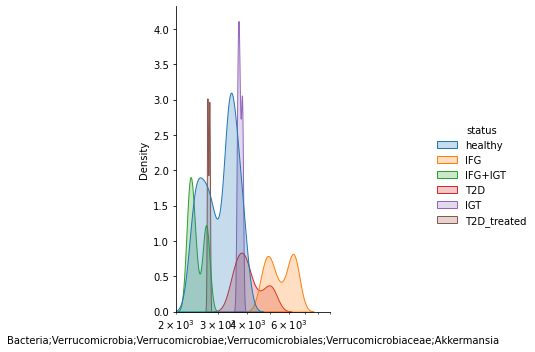 4.0
3.5
3.0
2.5
2.0
1.5
1.0
0.5
0.0
Density
2 × 10³ 3 × 10³ 4 × 10³ 6 × 10³
Bacteria;Verrucomicrobia;Verrucomicrobiae;Verrucomicrobiales;Verrucomicrobiaceae;Akkermansia
status
healthy
IFG
IFG+IGT
T2D
IGT
T2D_treated